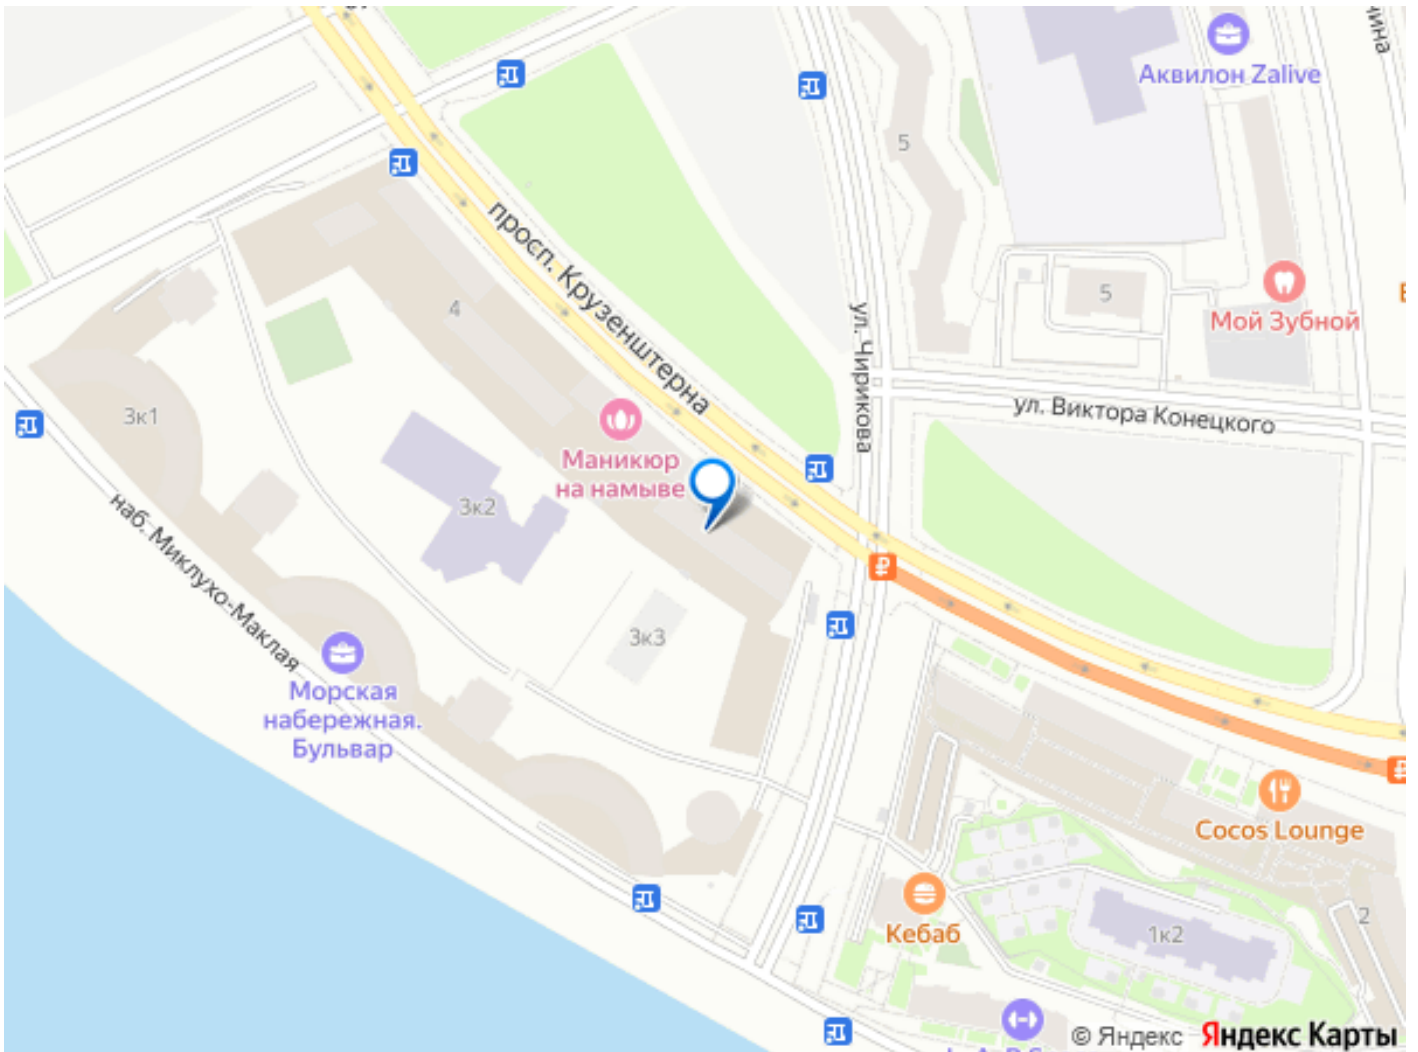 Аквилон Zalive
5
просп. Крузенштерна
5
4
ул. Чирикова
Мой Зубной
ул. Виктора Конецкого
3к1
Маникюр
на намыве
3к2
наб. Миклухо-Маклая
3к3
Морская
набережная.
Бульвар
Cocos Lounge
Кебаб
1к2
2
© Яндекс Яндекс Карты